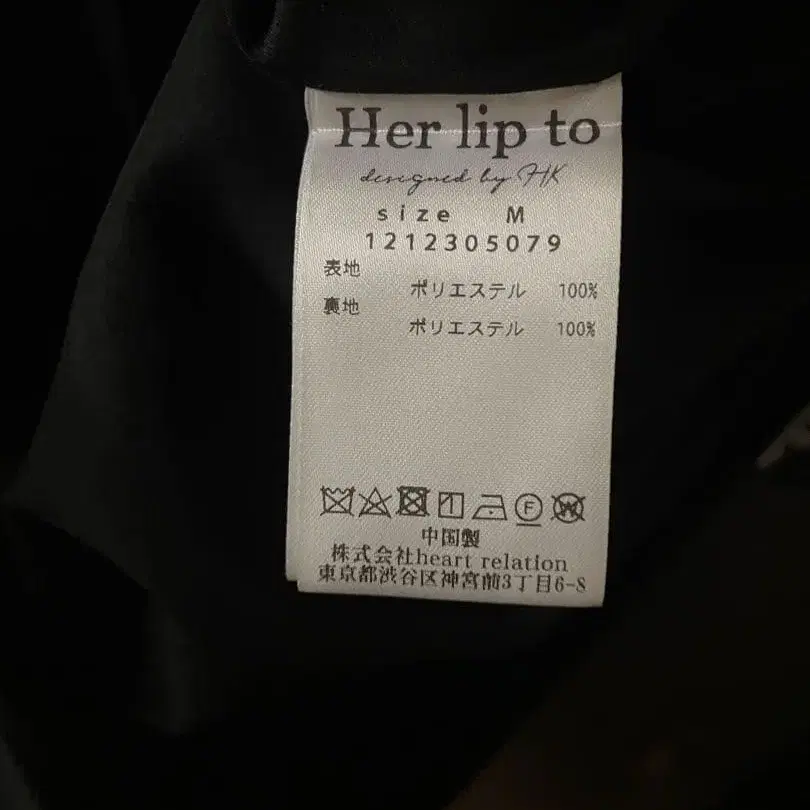 Her lip to
designed by HK
size M
1212305079
表地
ポリエステル 100%
裏地
ポリエステル 100%
中国製
株式会社heart relation
東京都渋谷区神宮前3丁目6-8